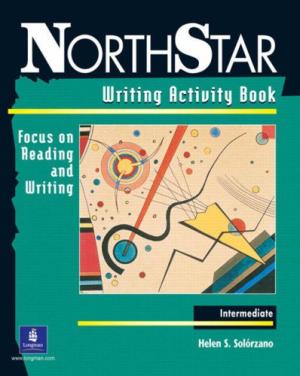 NORTHSTAR
Writing Activity Book
Focus on
Reading
and
Writing
Intermediate
Helen S. Solórzano
Longman
www.longman.com